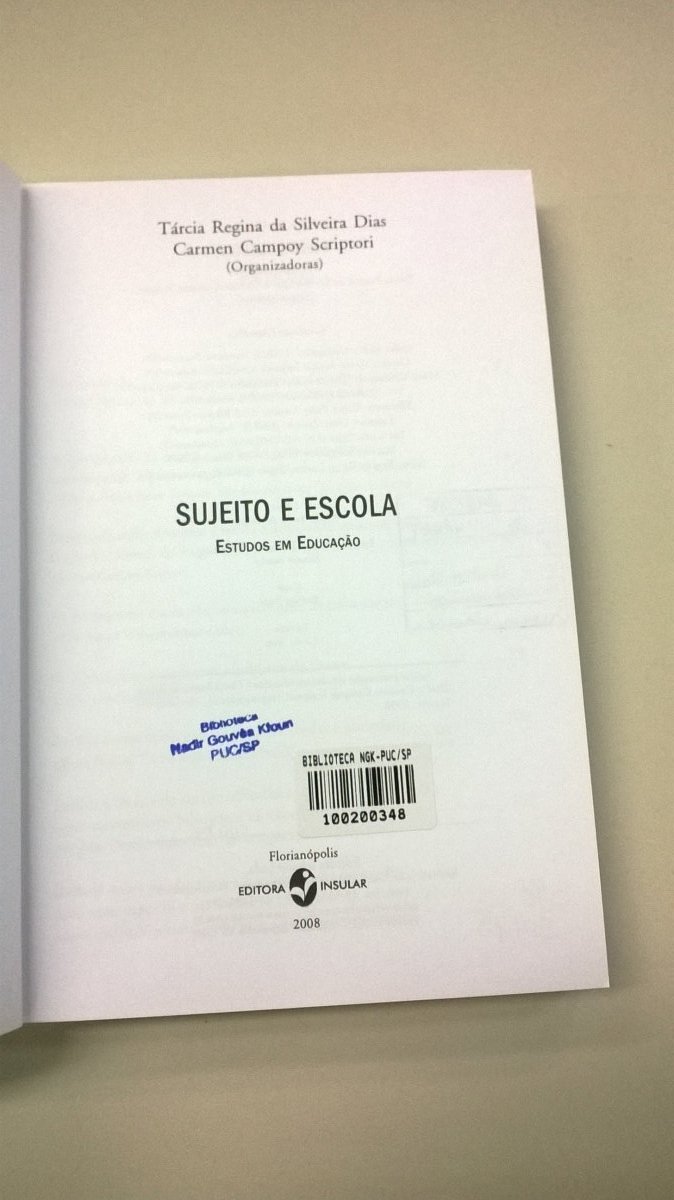 Tárcia Regina da Silveira Dias
Carmen Campoy Scriptori
(Organizadoras)
SUJEITO E ESCOLA
ESTUDOS EM EDUCAÇÃO
Biblioteca
Nadir Gouvêa Kfouri
PUC/SP
BIBLIOTECA NGK-PUC/SP
100200348
Florianópolis
EDITORA INSULAR
2008